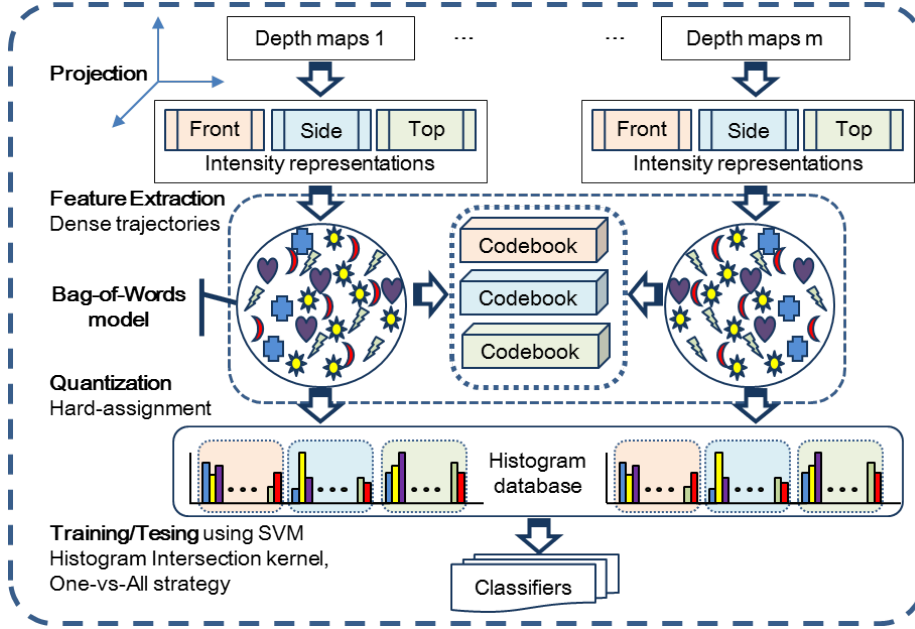 Depth maps 1
...
...
Depth maps m
Projection
Front
Side
Top
Intensity representations
Front
Side
Top
Intensity representations
Feature Extraction
Dense trajectories
Codebook
Codebook
Codebook
Bag-of-Words
model
Quantization
Hard-assignment
Histogram
database
Training/Tesing using SVM
Histogram Intersection kernel,
One-vs-All strategy
Classifiers